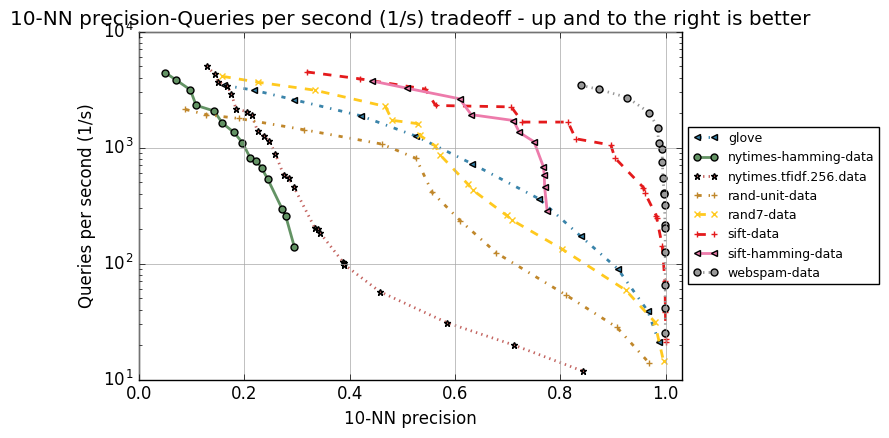 10-NN precision-Queries per second (1/s) tradeoff - up and to the right is better
10^4
10^3
10^2
10^1
Queries per second (1/s)
0.0 0.2 0.4 0.6 0.8 1.0
10-NN precision
glove
nytimes-hamming-data
nytimes.tfidf.256.data
rand-unit-data
rand7-data
sift-data
sift-hamming-data
webspam-data